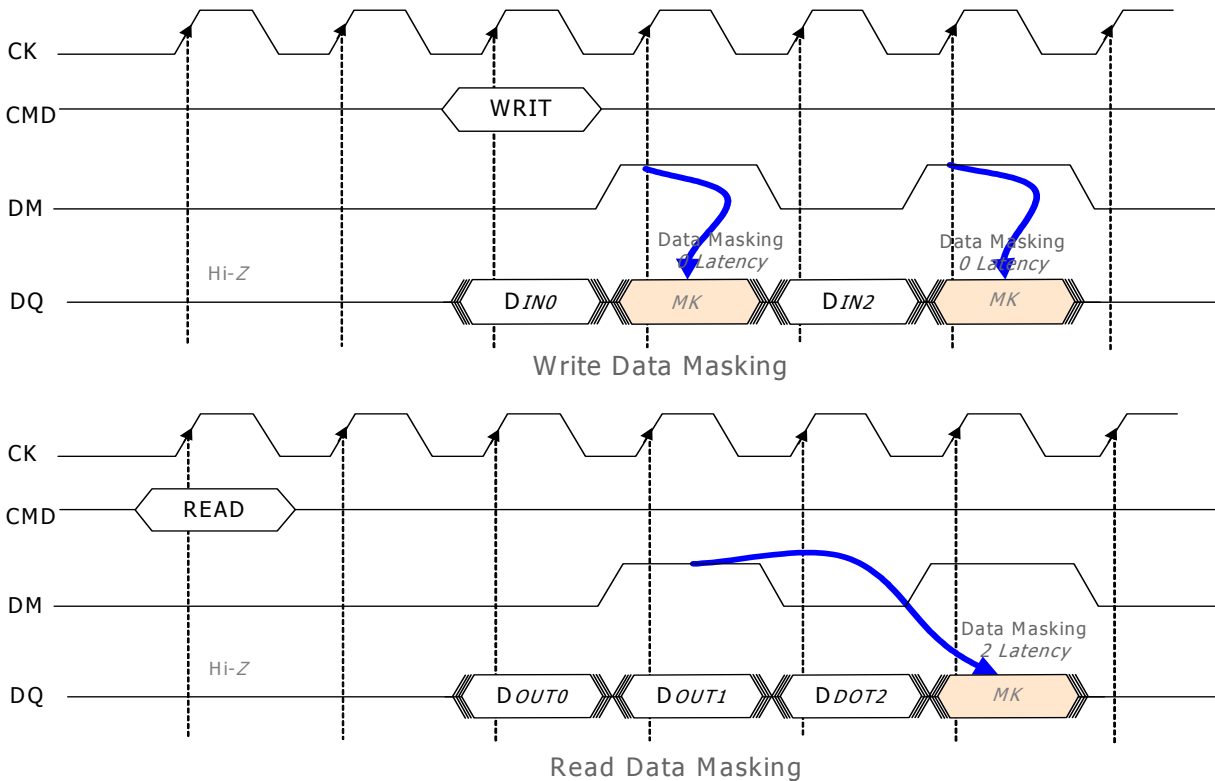 CK
CMD WRIT
DM
Data Masking Data Masking
0 Latency 0 Latency
Hi-Z
DQ DIN0 MK DIN2 MK
Write Data Masking
CK
CMD READ
DM
Data Masking
2 Latency
Hi-Z
DQ DOUT0 DOUT1 DDOT2 MK
Read Data Masking